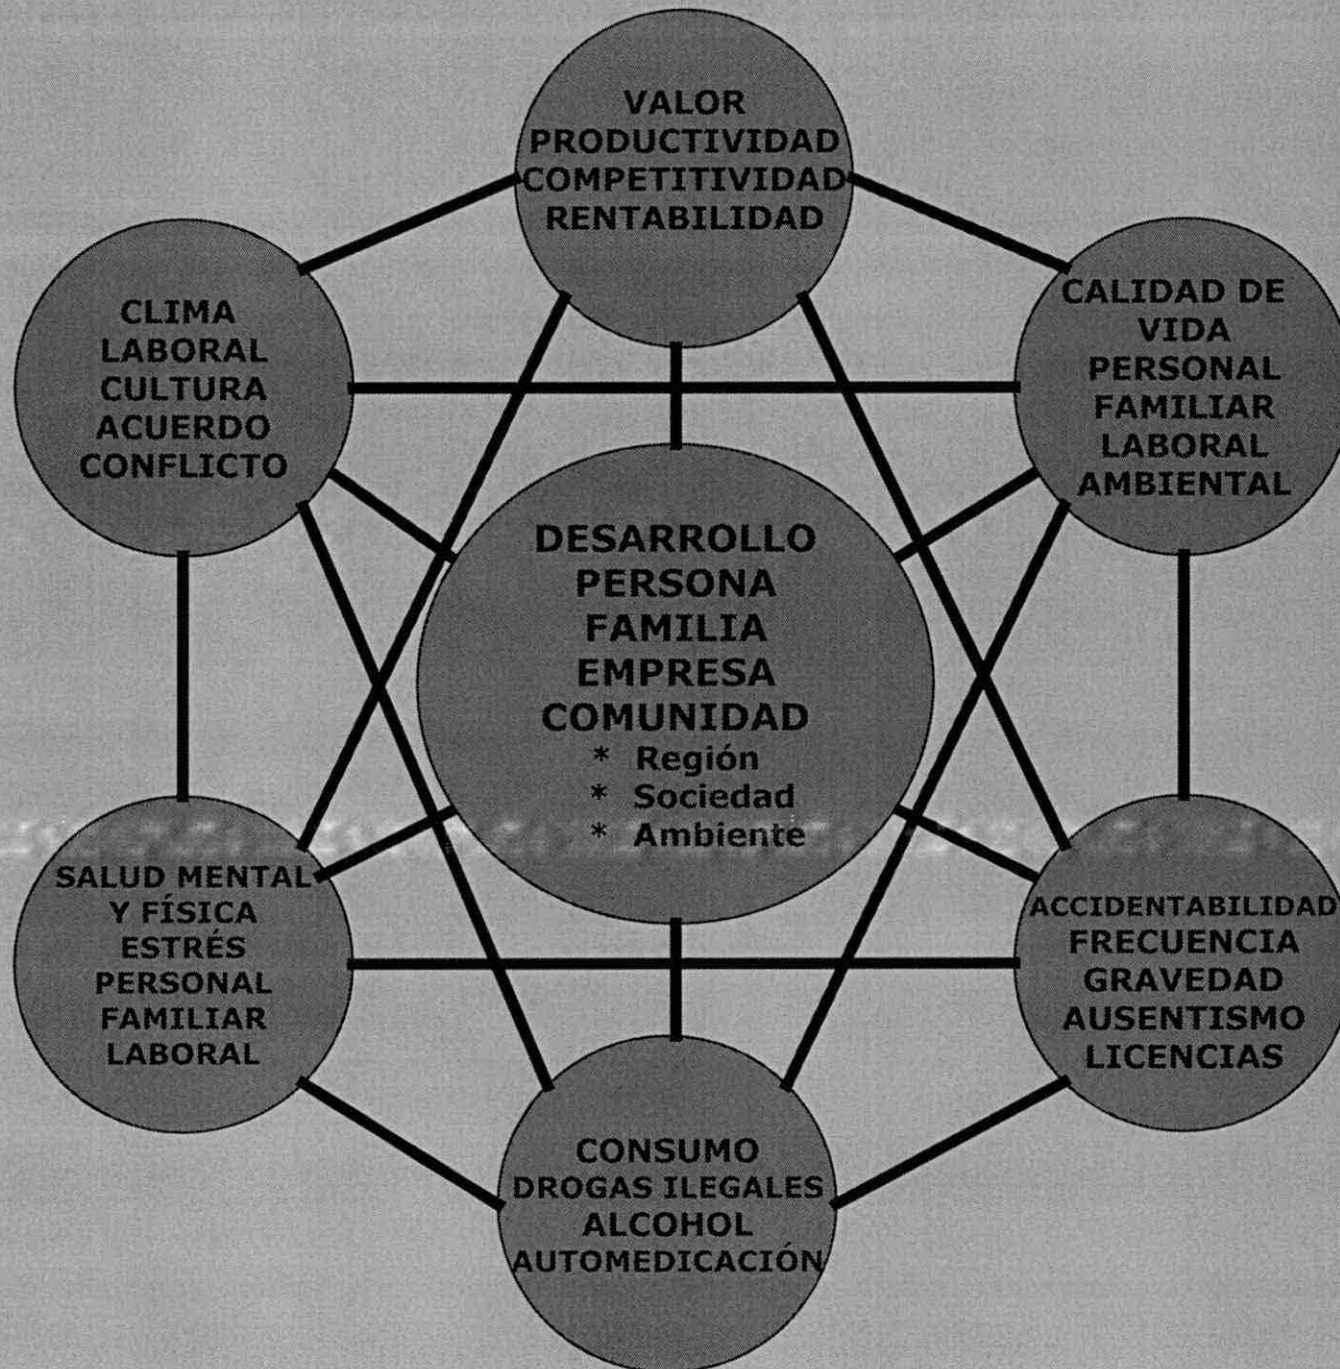 VALOR
PRODUCTIVIDAD
COMPETITIVIDAD
RENTABILIDAD
CLIMA
LABORAL
CULTURA
ACUERDO
CONFLICTO
CALIDAD DE
VIDA
PERSONAL
FAMILIAR
LABORAL
AMBIENTAL
DESARROLLO
PERSONA
FAMILIA
EMPRESA
COMUNIDAD
* Región
* Sociedad
* Ambiente
SALUD MENTAL
Y FÍSICA
ESTRÉS
PERSONAL
FAMILIAR
LABORAL
ACCIDENTABILIDAD
FRECUENCIA
GRAVEDAD
AUSENTISMO
LICENCIAS
CONSUMO
DROGAS ILEGALES
ALCOHOL
AUTOMEDICACIÓN